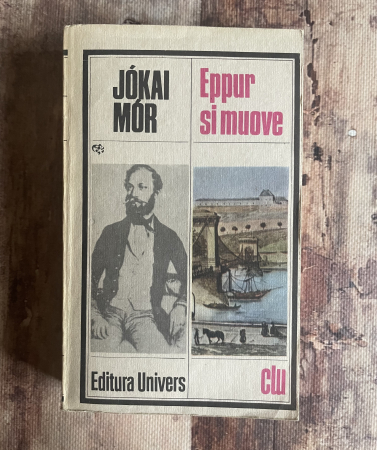 JÓKAI
MÓR
Eppur
si muove
Editura Univers
clu